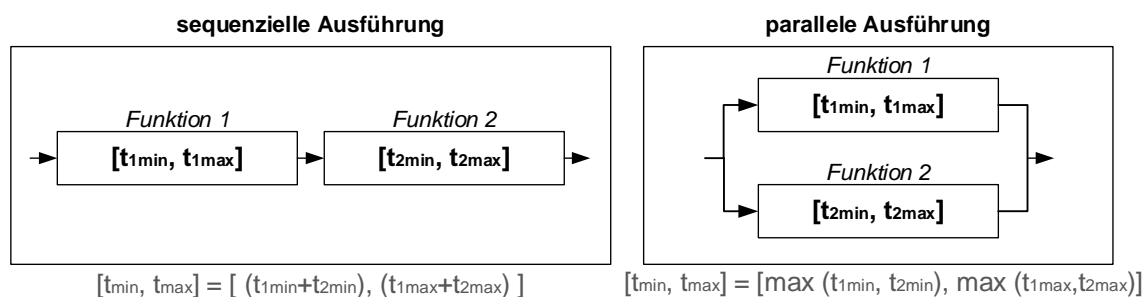 sequenzielle Ausführung
Funktion 1
[t1min, t1max]
Funktion 2
[t2min, t2max]
[tmin, tmax] = [ (t1min+t2min), (t1max+t2max) ]
parallele Ausführung
Funktion 1
[t1min, t1max]
Funktion 2
[t2min, t2max]
[tmin, tmax] = [max (t1min, t2min), max (t1max,t2max)]